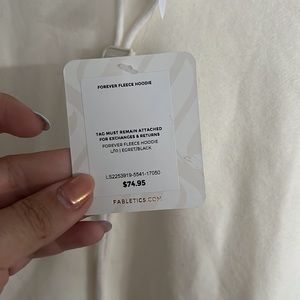 FOREVER FLEECE HOODIE
TAG MUST REMAIN ATTACHED
FOR EXCHANGES & RETURNS
FOREVER FLEECE HOODIE
L/10 | EGRET/BLACK
LS2253919-5541-17050
$74.95
FABLETICS.COM